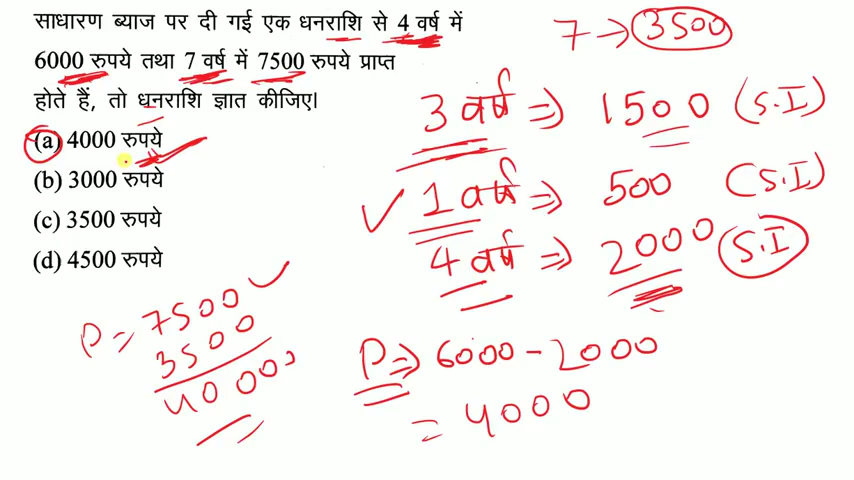 साधारण ब्याज पर दी गई एक धनराशि से 4 वर्ष में
6000 रुपये तथा 7 वर्ष में 7500 रुपये प्राप्त
होते हैं, तो धनराशि ज्ञात कीजिए।
(a) 4000 रुपये
(b) 3000 रुपये
(c) 3500 रुपये
(d) 4500 रुपये
7 → 3500
3 वर्ष ⇒ 1500 (S.I)
1 वर्ष ⇒ 500 (S.I)
4 वर्ष ⇒ 2000 S.I
P = 7500
3500
4000
P ⇒ 6000 - 2000
= 4000